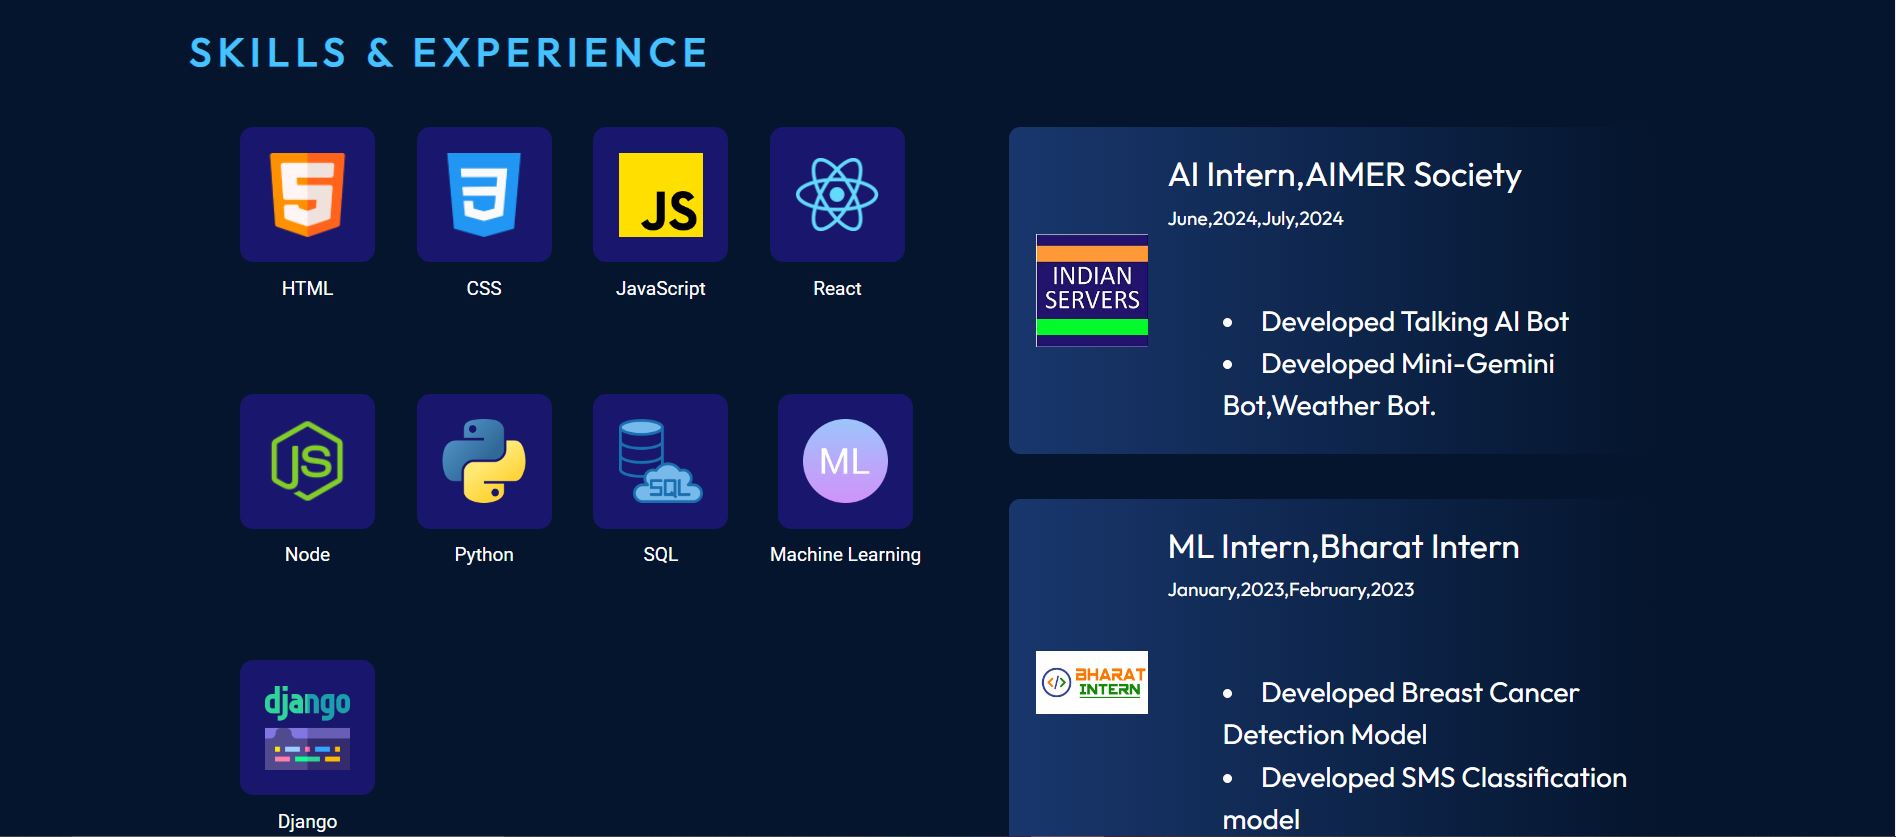 SKILLS & EXPERIENCE
JS
HTML
CSS
JavaScript
React
JS
SQL
ML
Node
Python
SQL
Machine Learning
django
Django
AI Intern,AIMER Society
June,2024,July,2024
INDIAN
SERVERS
• Developed Talking AI Bot
• Developed Mini-Gemini
Bot,Weather Bot.
ML Intern,Bharat Intern
January,2023,February,2023
</> BHARAT
INTERN
• Developed Breast Cancer
Detection Model
• Developed SMS Classification
model